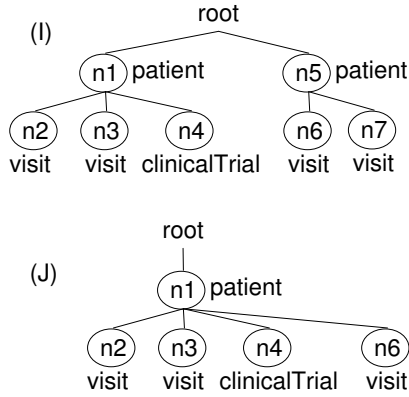 root
(I)
n1 patient n5 patient
n2 n3 n4 n6 n7
visit visit clinicalTrial visit visit
root
(J)
n1 patient
n2 n3 n4 n6
visit visit clinicalTrial visit